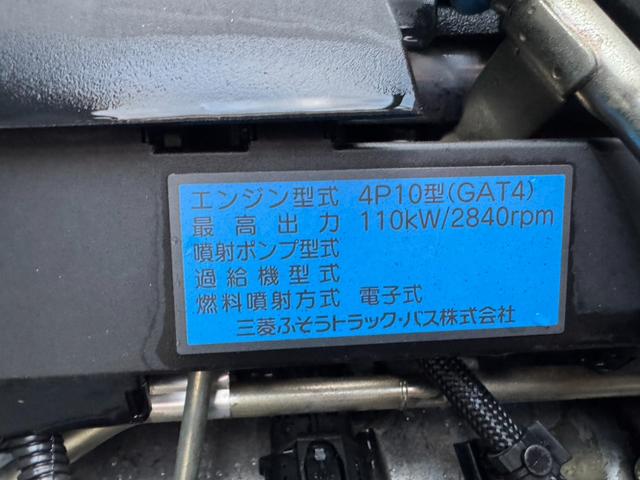 エンジン型式 4P10型(GAT4)
最高出力 110kW/2840rpm
噴射ポンプ型式
過給機型式
燃料噴射方式 電子式
三菱ふそうトラック・バス株式会社